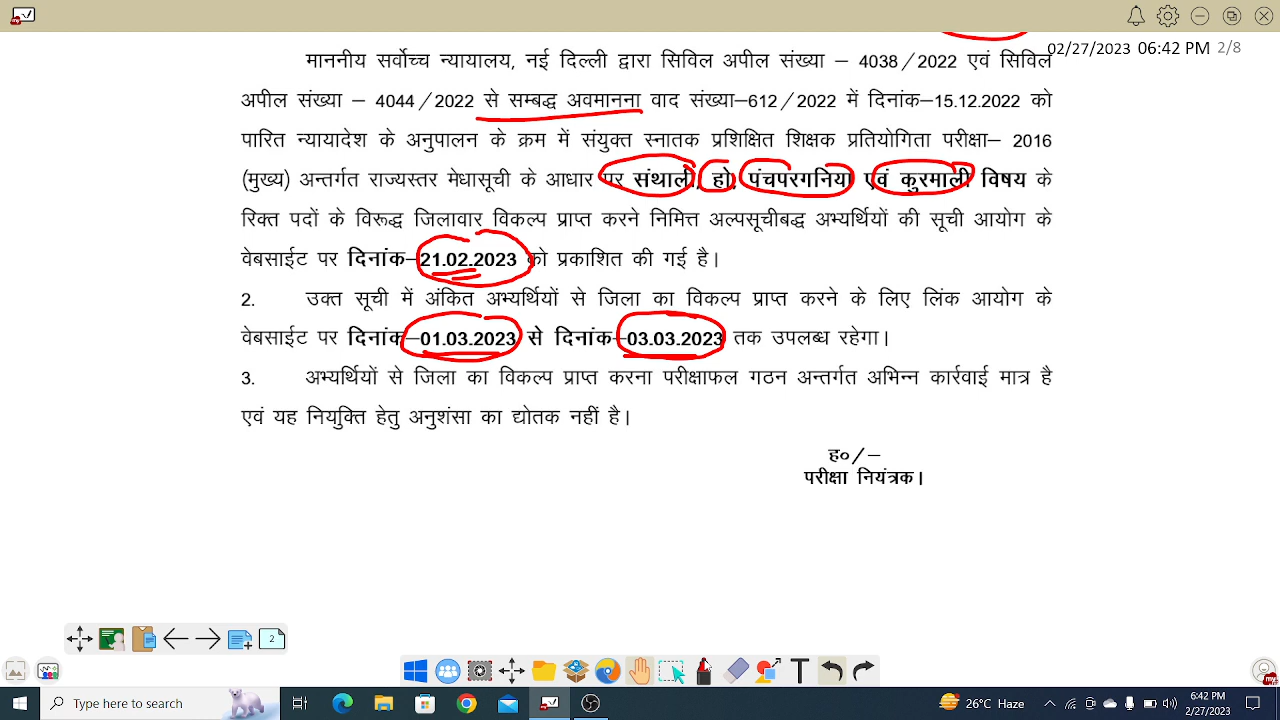 02/27/2023 06:42 PM 2/8
माननीय सर्वोच्च न्यायालय, नई दिल्ली द्वारा सिविल अपील संख्या – 4038/2022 एवं सिविल
अपील संख्या – 4044/2022 से सम्बद्ध अवमानना वाद संख्या–612/2022 में दिनांक–15.12.2022 को
पारित न्यायादेश के अनुपालन के क्रम में संयुक्त स्नातक प्रशिक्षित शिक्षक प्रतियोगिता परीक्षा– 2016
(मुख्य) अन्तर्गत राज्यस्तर मेधासूची के आधार पर संथाली, हो, पंचपरगनिया एवं कुरमाली विषय के
रिक्त पदों के विरूद्ध जिलावार विकल्प प्राप्त करने निमित्त अल्पसूचीबद्ध अभ्यर्थियों की सूची आयोग के
वेबसाईट पर दिनांक–21.02.2023 को प्रकाशित की गई है।
2. उक्त सूची में अंकित अभ्यर्थियों से जिला का विकल्प प्राप्त करने के लिए लिंक आयोग के
वेबसाईट पर दिनांक–01.03.2023 से दिनांक–03.03.2023 तक उपलब्ध रहेगा।
3. अभ्यर्थियों से जिला का विकल्प प्राप्त करना परीक्षाफल गठन अन्तर्गत अभिन्न कार्रवाई मात्र है
एवं यह नियुक्ति हेतु अनुशंसा का द्योतक नहीं है।
ह०/–
परीक्षा नियंत्रक।
2
Type here to search
26°C Haze
6:42 PM
2/27/2023